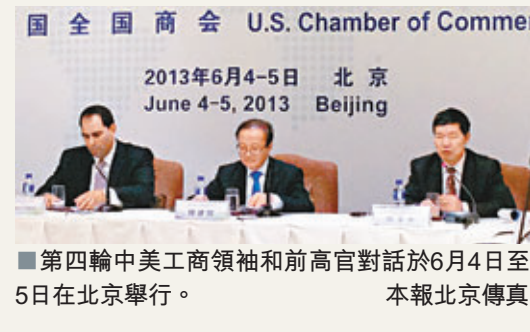 国全国商会 U.S. Chamber of Commer
2013年6月4-5日 北京
June 4-5, 2013 Beijing
■第四輪中美工商領袖和前高官對話於6月4日至
5日在北京舉行。 本報北京傳真